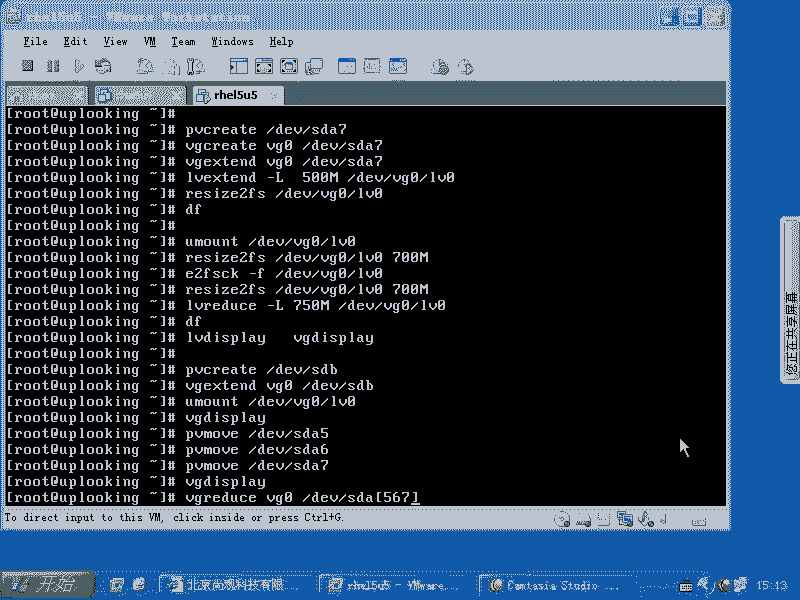 rhel5u5 - VMware Workstation
File Edit View VM Team Windows Help
rhel5u5
[root@uplooking ~]#
[root@uplooking ~]# pvcreate /dev/sda7
[root@uplooking ~]# vgcreate vg0 /dev/sda7
[root@uplooking ~]# vgextend vg0 /dev/sda7
[root@uplooking ~]# lvextend -L  500M /dev/vg0/lv0
[root@uplooking ~]# resize2fs /dev/vg0/lv0
[root@uplooking ~]# df
[root@uplooking ~]#
[root@uplooking ~]# umount /dev/vg0/lv0
[root@uplooking ~]# resize2fs /dev/vg0/lv0 700M
[root@uplooking ~]# e2fsck -f /dev/vg0/lv0
[root@uplooking ~]# resize2fs /dev/vg0/lv0 700M
[root@uplooking ~]# lvreduce -L 750M /dev/vg0/lv0
[root@uplooking ~]# df
[root@uplooking ~]# lvdisplay   vgdisplay
[root@uplooking ~]#
[root@uplooking ~]# pvcreate /dev/sdb
[root@uplooking ~]# vgextend vg0 /dev/sdb
[root@uplooking ~]# umount /dev/vg0/lv0
[root@uplooking ~]# vgdisplay
[root@uplooking ~]# pvmove /dev/sda5
[root@uplooking ~]# pvmove /dev/sda6
[root@uplooking ~]# pvmove /dev/sda7
[root@uplooking ~]# vgdisplay
[root@uplooking ~]# vgreduce vg0 /dev/sda[567]
To direct input to this VM, click inside or press Ctrl+G.
您正在共享屏幕
开始 北京尚观科技有限 rhel5u5 - VMware... Camtasia Studio ... 15:43